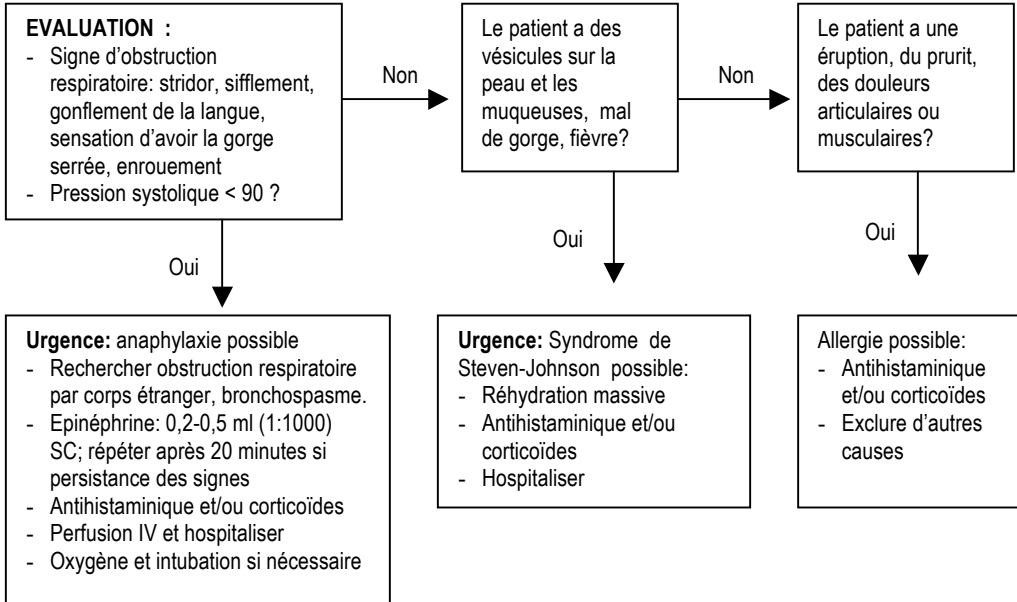 EVALUATION :
- Signe d'obstruction
respiratoire: stridor, sifflement,
gonflement de la langue,
sensation d'avoir la gorge
serrée, enrouement
- Pression systolique < 90 ?
Non
Le patient a des
vésicules sur la
peau et les
muqueuses, mal
de gorge, fièvre?
Non
Le patient a une
éruption, du prurit,
des douleurs
articulaires ou
musculaires?
Oui
Oui
Oui
Urgence: anaphylaxie possible
- Rechercher obstruction respiratoire
par corps étranger, bronchospasme.
- Epinéphrine: 0,2-0,5 ml (1:1000)
SC; répéter après 20 minutes si
persistance des signes
- Antihistaminique et/ou corticoïdes
- Perfusion IV et hospitaliser
- Oxygène et intubation si nécessaire
Urgence: Syndrome de
Steven-Johnson possible:
- Réhydration massive
- Antihistaminique et/ou
corticoïdes
- Hospitaliser
Allergie possible:
- Antihistaminique
et/ou corticoïdes
- Exclure d'autres
causes